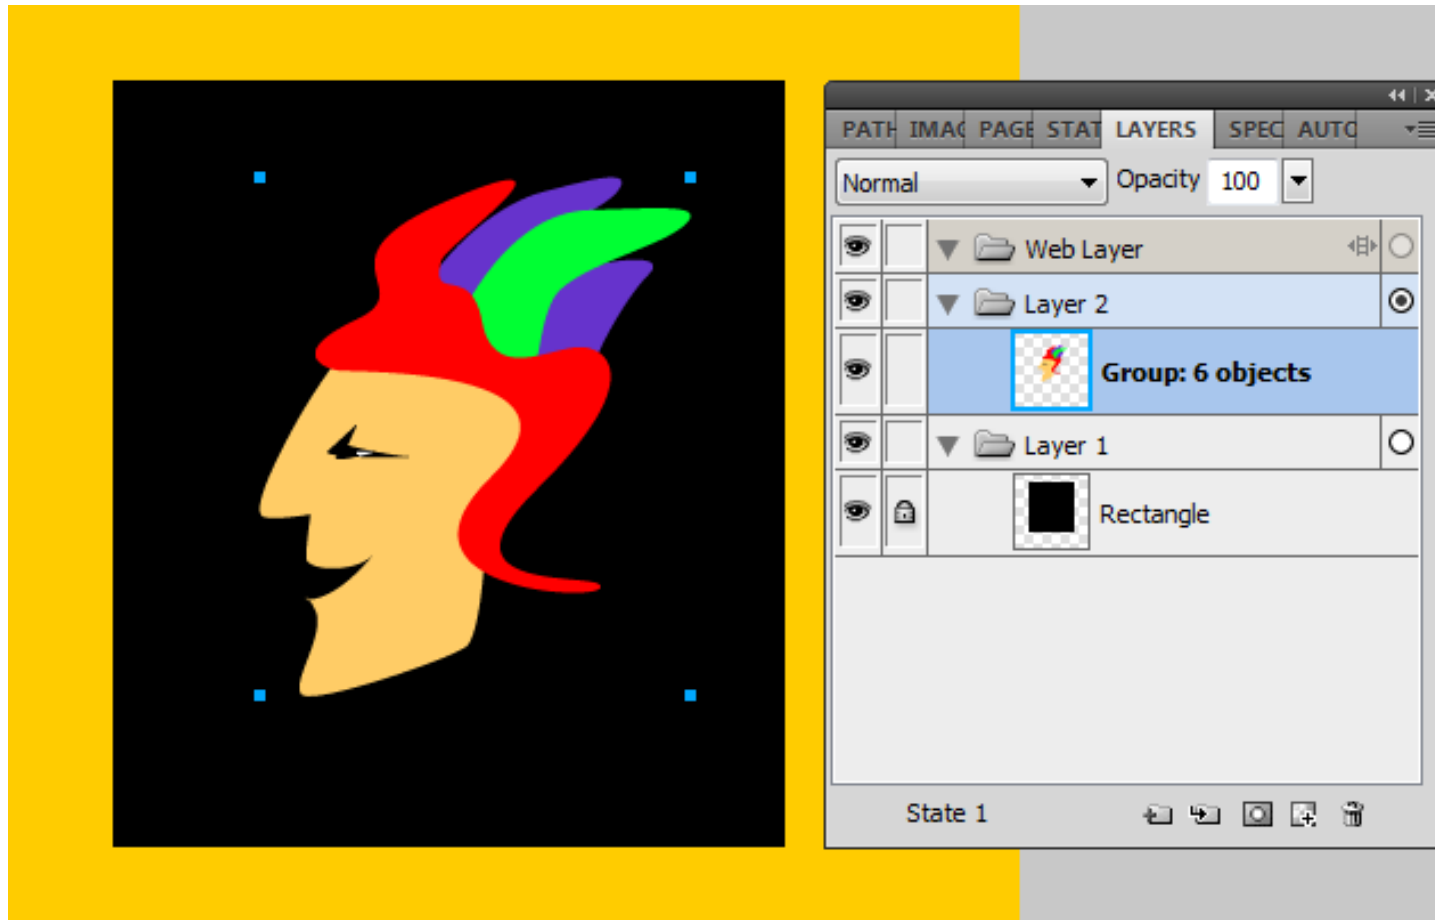 PATH IMAG PAGE STAT LAYERS SPEC AUTO
Normal Opacity 100
Web Layer
Layer 2
Group: 6 objects
Layer 1
Rectangle
State 1